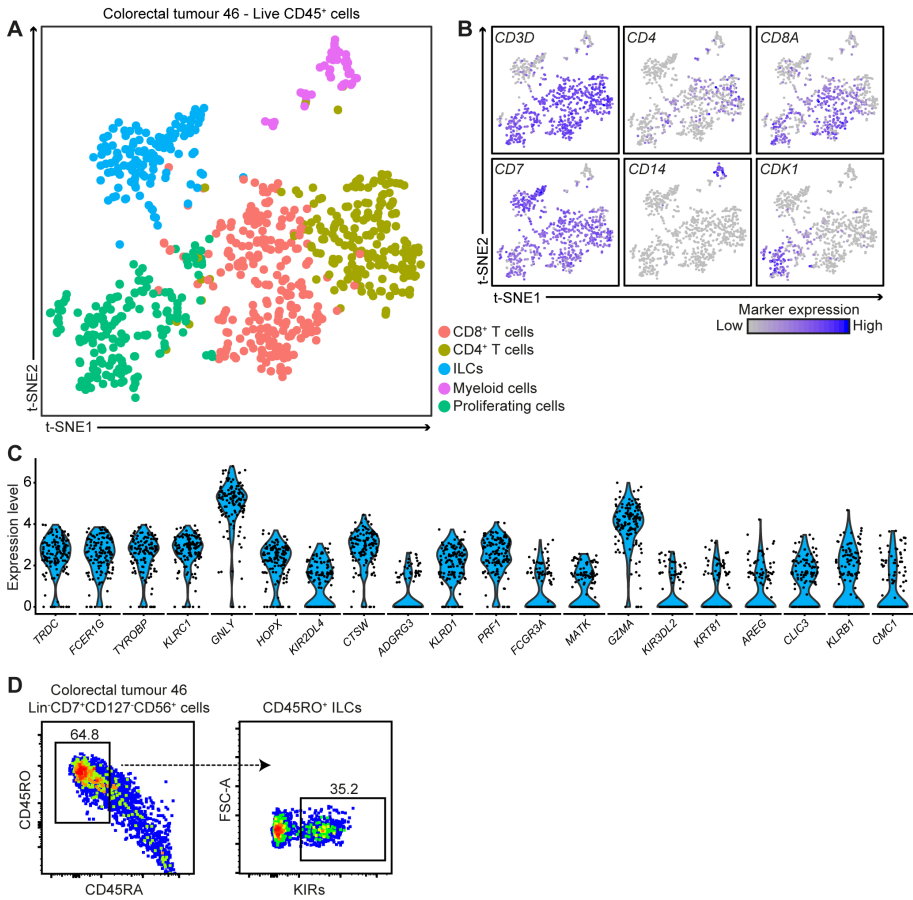 Colorectal tumour 46 - Live CD45⁺ cells
A
t-SNE2
t-SNE1
CD8⁺ T cells
CD4⁺ T cells
ILCs
Myeloid cells
Proliferating cells
B
CD3D
CD4
CD8A
CD7
CD14
CDK1
t-SNE2
t-SNE1
Marker expression
Low
High
C
Expression level
6
4
2
0
TRDC
FCER1G
TYROBP
KLRC1
GNLY
HOPX
KIR2DL4
CTSW
ADGRG3
KLRD1
PRF1
FCGR3A
MATK
GZMA
KIR3DL2
KRT81
AREG
CLIC3
KLRB1
CMC1
D
Colorectal tumour 46
Lin⁻CD7⁺CD127⁻CD56⁺ cells
64.8
CD45RO
CD45RA
CD45RO⁺ ILCs
35.2
FSC-A
KIRs